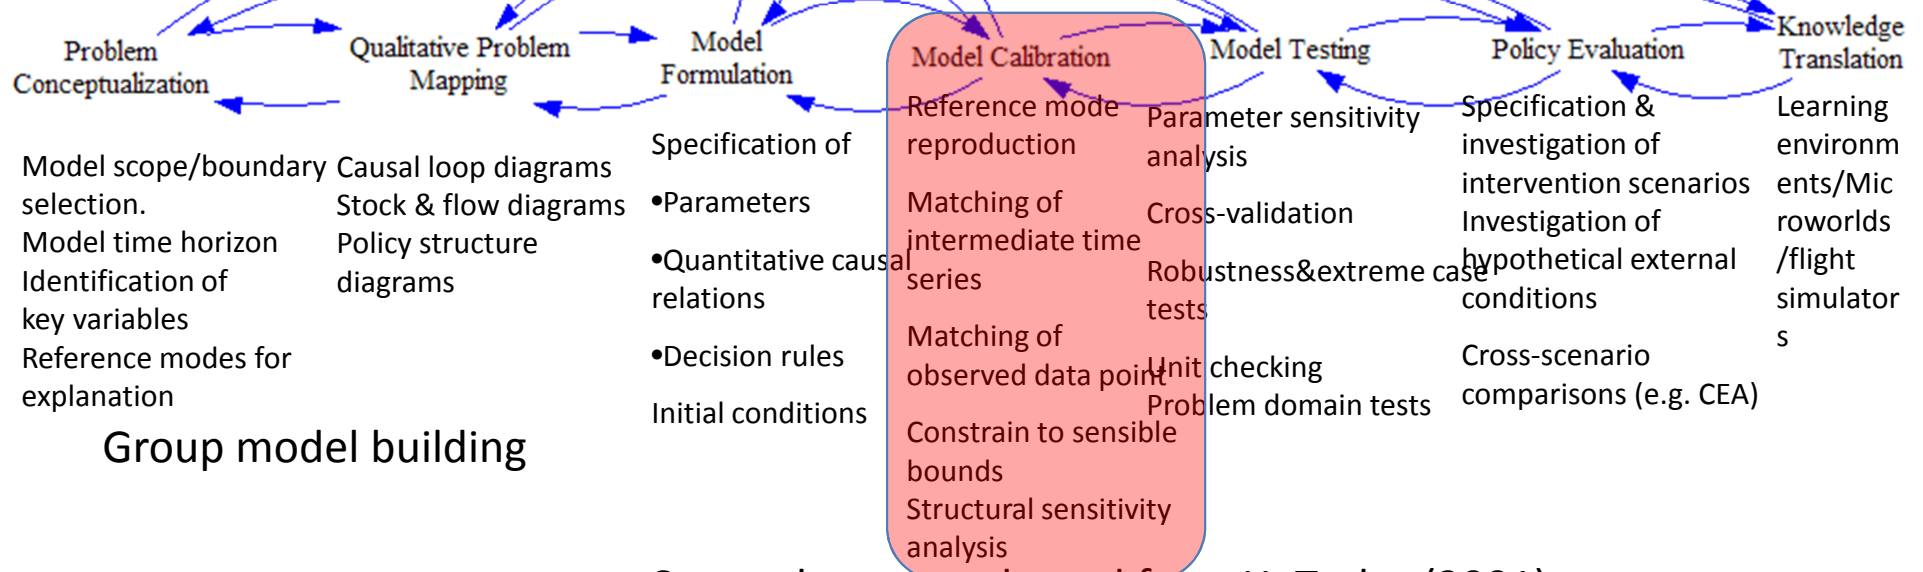 Problem
Conceptualization
Qualitative Problem
Mapping
Model
Formulation
Model Calibration
Model Testing
Policy Evaluation
Knowledge
Translation
Model scope/boundary
selection.
Model time horizon
Identification of
key variables
Reference modes for
explanation
Causal loop diagrams
Stock & flow diagrams
Policy structure
diagrams
Specification of
•Parameters
•Quantitative causal
relations
•Decision rules
Initial conditions
Reference mode
reproduction
Matching of
intermediate time
series
Matching of
observed data point
Constrain to sensible
bounds
Structural sensitivity
analysis
Parameter sensitivity
analysis
Cross-validation
Robustness&extreme case
tests
Unit checking
Problem domain tests
Specification &
investigation of
intervention scenarios
Investigation of
hypothetical external
conditions
Cross-scenario
comparisons (e.g. CEA)
Learning
environm
ents/Mic
roworlds
/flight
simulator
s
Group model building